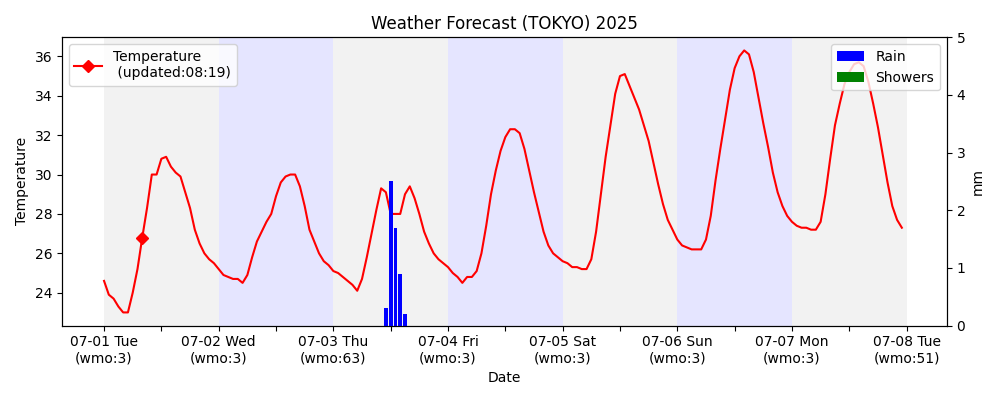 Weather Forecast (TOKYO) 2025
Temperature
(updated:08:19)
Rain
Showers
36
34
32
30
28
26
24
Temperature
5
4
3
2
1
0
mm
07-01 Tue
(wmo:3)
07-02 Wed
(wmo:3)
07-03 Thu
(wmo:63)
07-04 Fri
(wmo:3)
07-05 Sat
(wmo:3)
07-06 Sun
(wmo:3)
07-07 Mon
(wmo:3)
07-08 Tue
(wmo:51)
Date